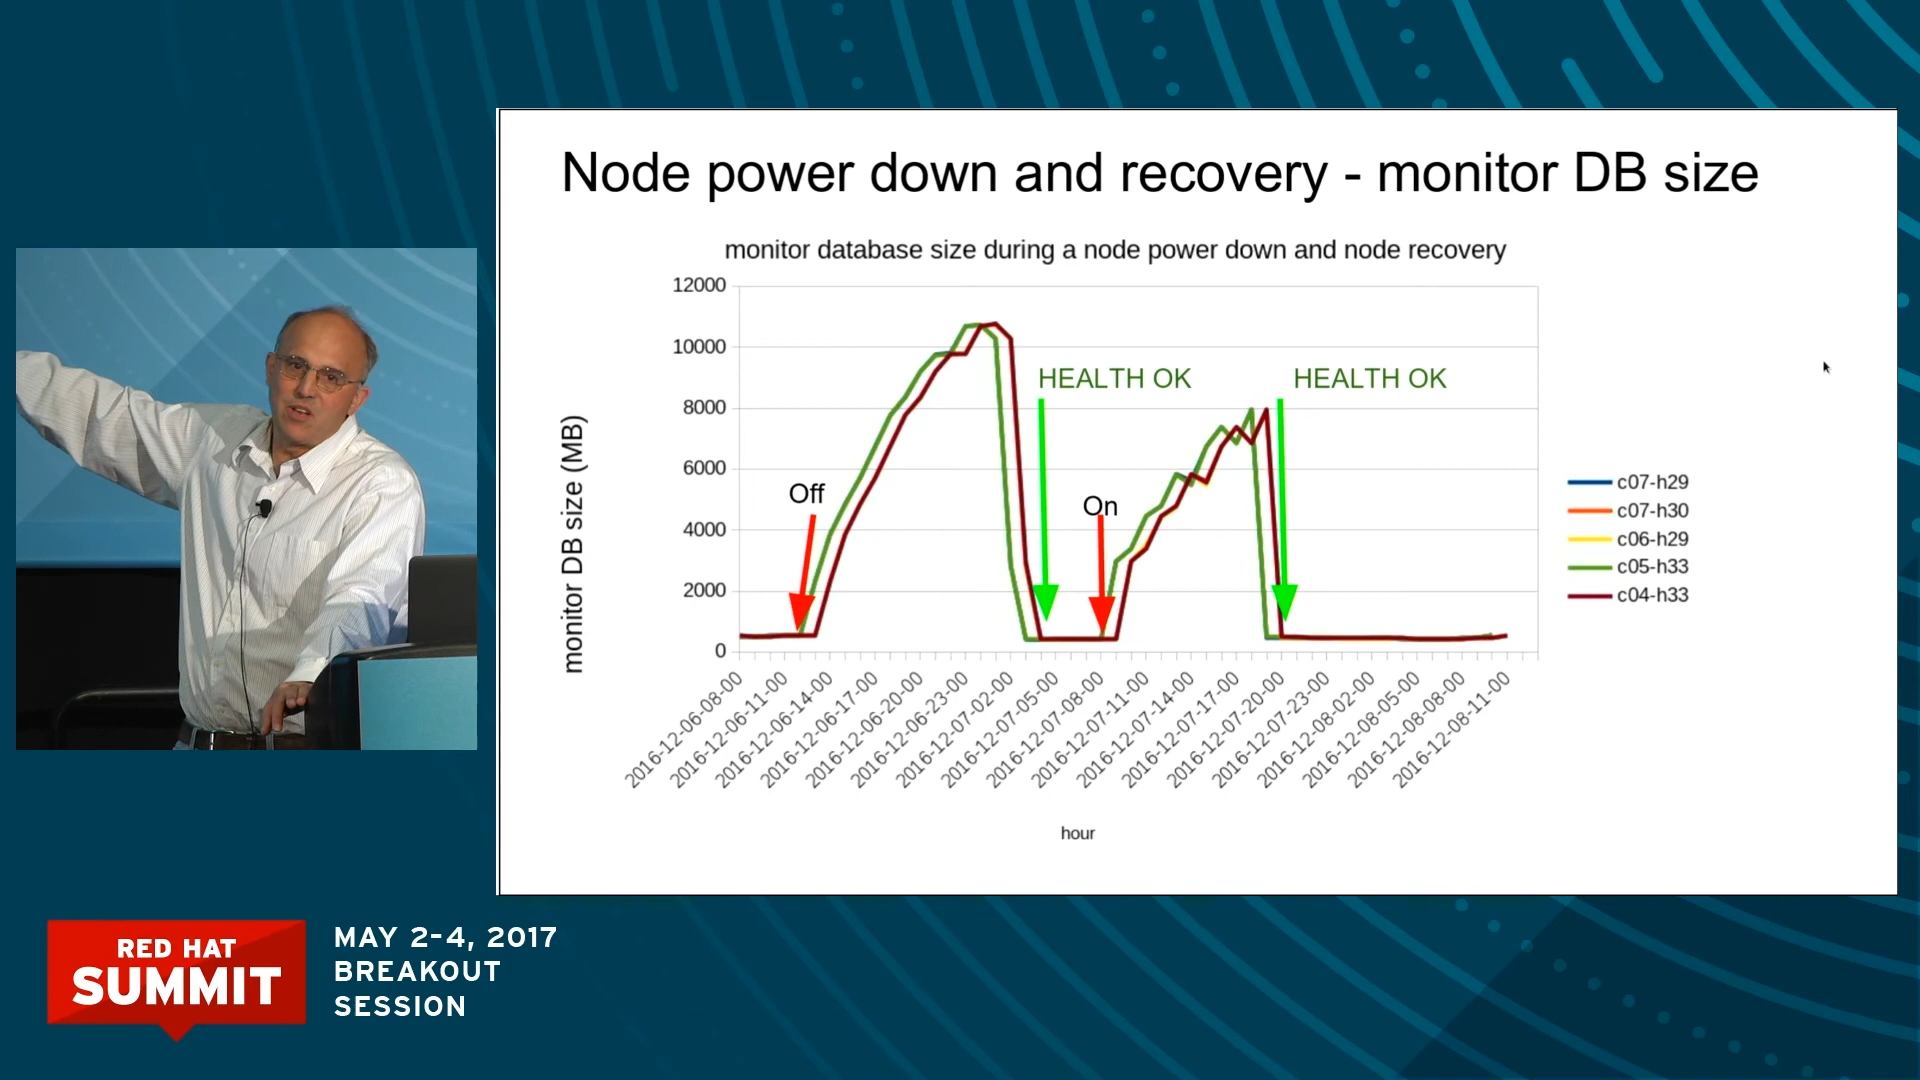 Node power down and recovery - monitor DB size
monitor database size during a node power down and node recovery
monitor DB size (MB)
12000
10000
8000
6000
4000
2000
0
Off
HEALTH OK
On
HEALTH OK
c07-h29
c07-h30
c06-h29
c05-h33
c04-h33
2016-12-06-08-00
2016-12-06-11-00
2016-12-06-14-00
2016-12-06-17-00
2016-12-06-20-00
2016-12-06-23-00
2016-12-07-02-00
2016-12-07-05-00
2016-12-07-08-00
2016-12-07-11-00
2016-12-07-14-00
2016-12-07-17-00
2016-12-07-20-00
2016-12-07-23-00
2016-12-08-02-00
2016-12-08-05-00
2016-12-08-08-00
2016-12-08-11-00
hour
RED HAT
SUMMIT
MAY 2-4, 2017
BREAKOUT
SESSION